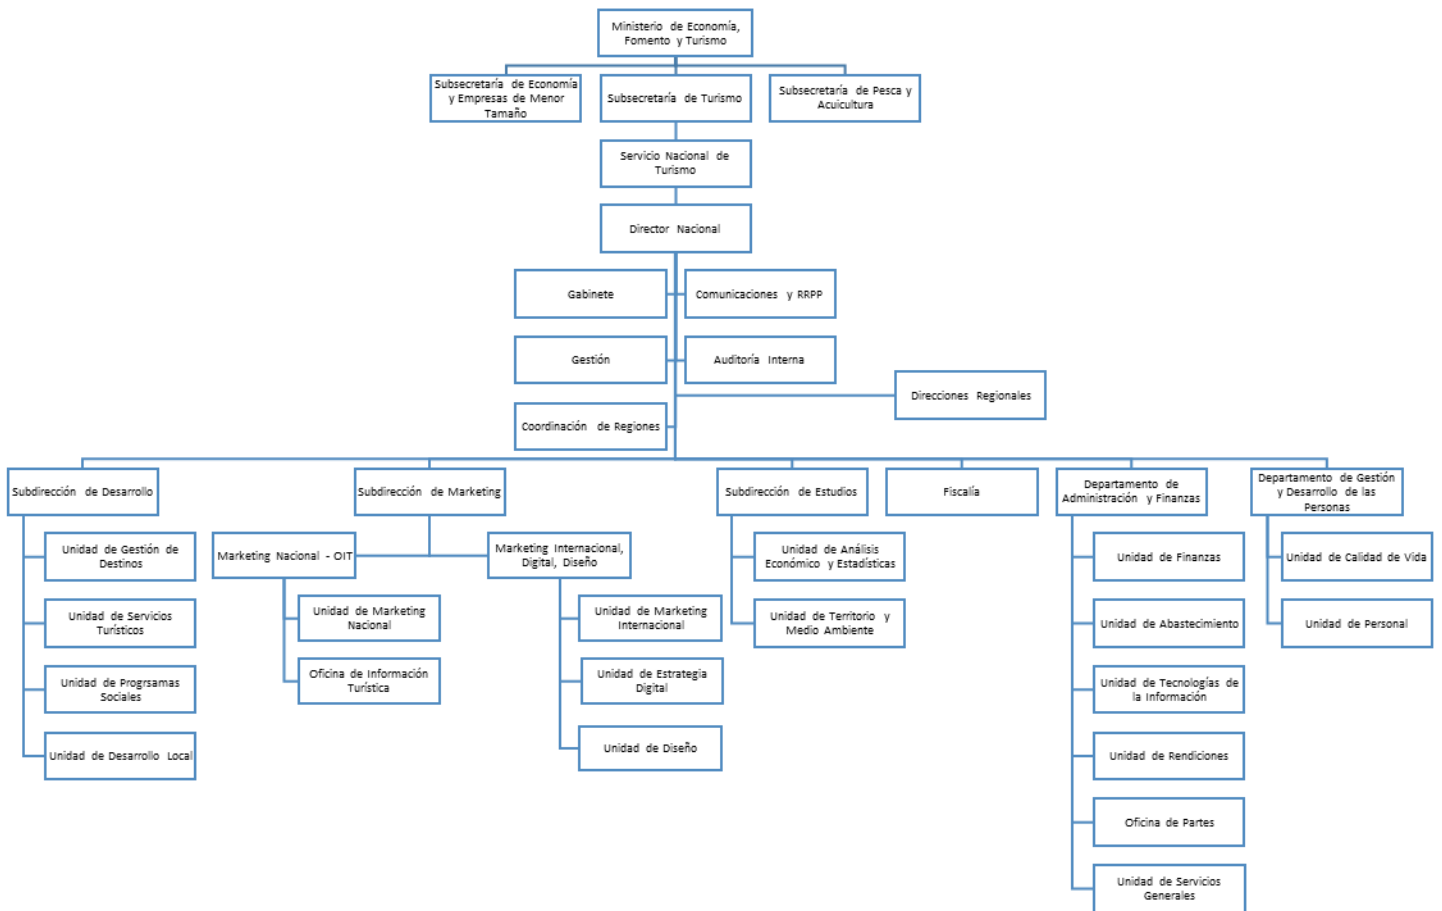 Ministerio de Economía,
Fomento y Turismo
Subsecretaría de Economía
y Empresas de Menor
Tamaño
Subsecretaría de Turismo
Subsecretaría de Pesca y
Acuicultura
Servicio Nacional de
Turismo
Director Nacional
Gabinete
Comunicaciones y RRPP
Gestión
Auditoría Interna
Direcciones Regionales
Coordinación de Regiones
Subdirección de Desarrollo
Subdirección de Marketing
Subdirección de Estudios
Fiscalía
Departamento de
Administración y Finanzas
Departamento de Gestión
y Desarrollo de las
Personas
Unidad de Gestión de
Destinos
Unidad de Servicios
Turísticos
Unidad de Progrsamas
Sociales
Unidad de Desarrollo Local
Marketing Nacional - OIT
Marketing Internacional,
Digital, Diseño
Unidad de Marketing
Nacional
Oficina de Información
Turística
Unidad de Marketing
Internacional
Unidad de Estrategia
Digital
Unidad de Diseño
Unidad de Análisis
Económico y Estadísticas
Unidad de Territorio y
Medio Ambiente
Unidad de Finanzas
Unidad de Abastecimiento
Unidad de Tecnologías de
la Información
Unidad de Rendiciones
Oficina de Partes
Unidad de Servicios
Generales
Unidad de Calidad de Vida
Unidad de Personal